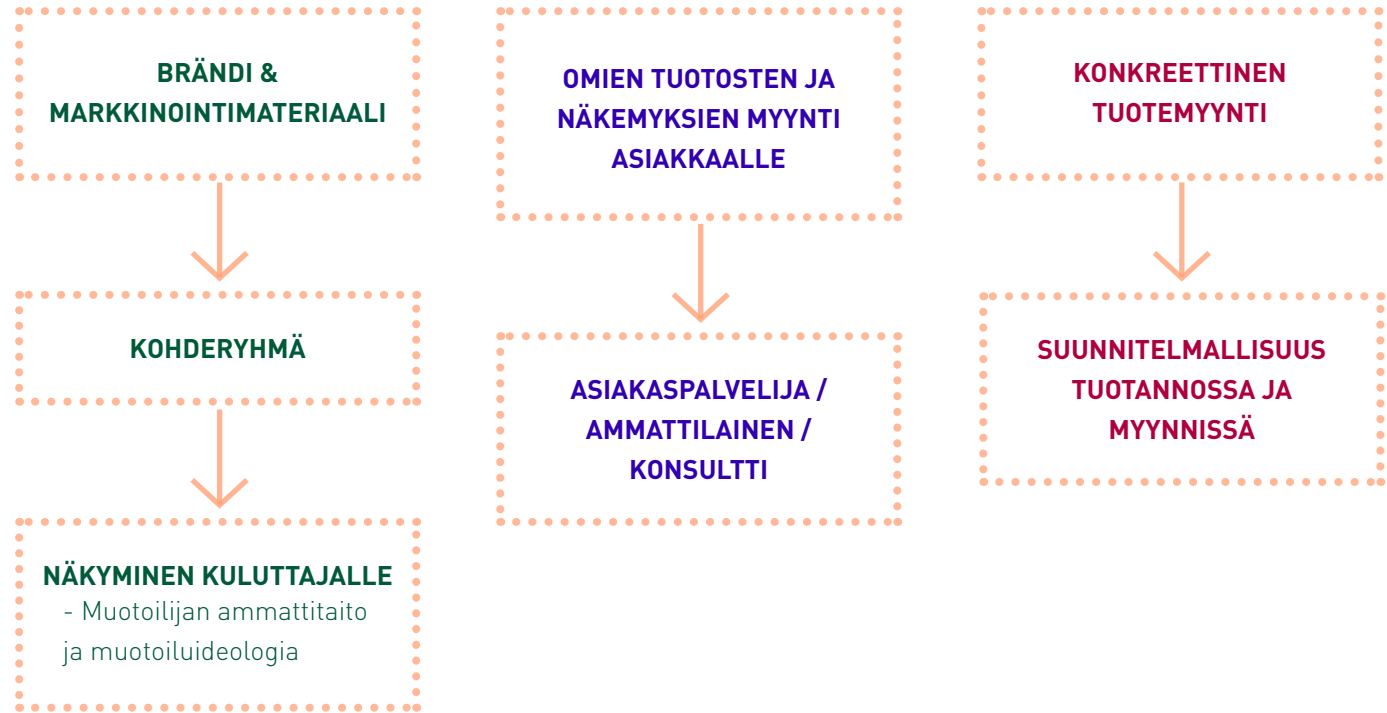 BRÄNDI &
MARKKINOINTIMATERIAALI
KOHDERYHMÄ
NÄKYMINEN KULUTTAJALLE
- Muotoilijan ammattitaito
ja muotoiluideologia
OMIEN TUOTOSTEN JA
NÄKEMYKSIEN MYYNTI
ASIAKKAALLE
ASIAKASPALVELIJA /
AMMATTILAINEN /
KONSULTTI
KONKREETTINEN
TUOTEMYYNTI
SUUNNITELMALLISUUS
TUOTANNOSSA JA
MYYNNISSÄ